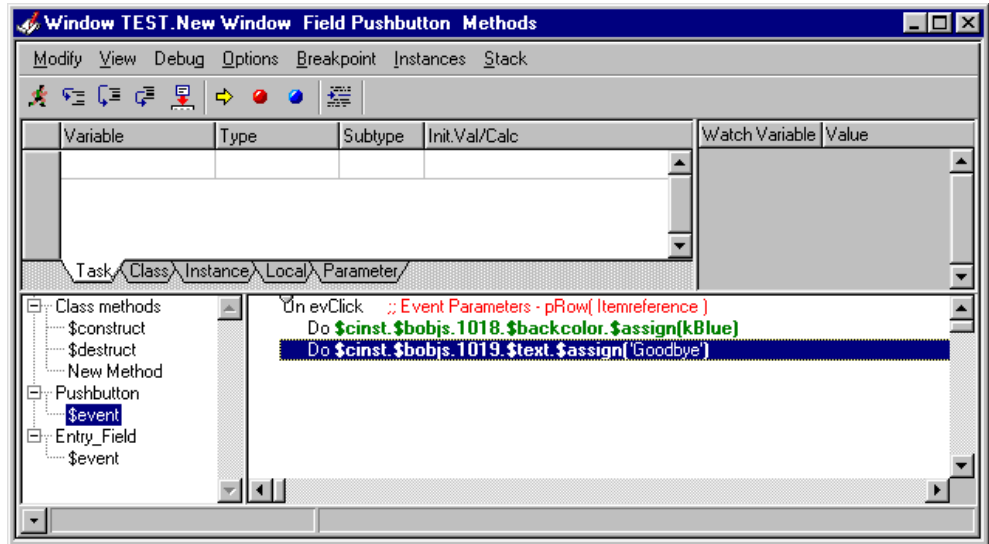 Window TEST.New Window Field Pushbutton Methods
Modify View Debug Options Breakpoint Instances Stack
Variable Type Subtype Init.Val/Calc Watch Variable Value
Task Class Instance Local Parameter
Class methods
$construct
$destruct
New Method
Pushbutton
$event
Entry_Field
$event
On evClick ;; Event Parameters - pRow( Itemreference )
Do $cinst.$bobjs.1018.$backcolor.$assign(kBlue)
Do $cinst.$bobjs.1019.$text.$assign('Goodbye')